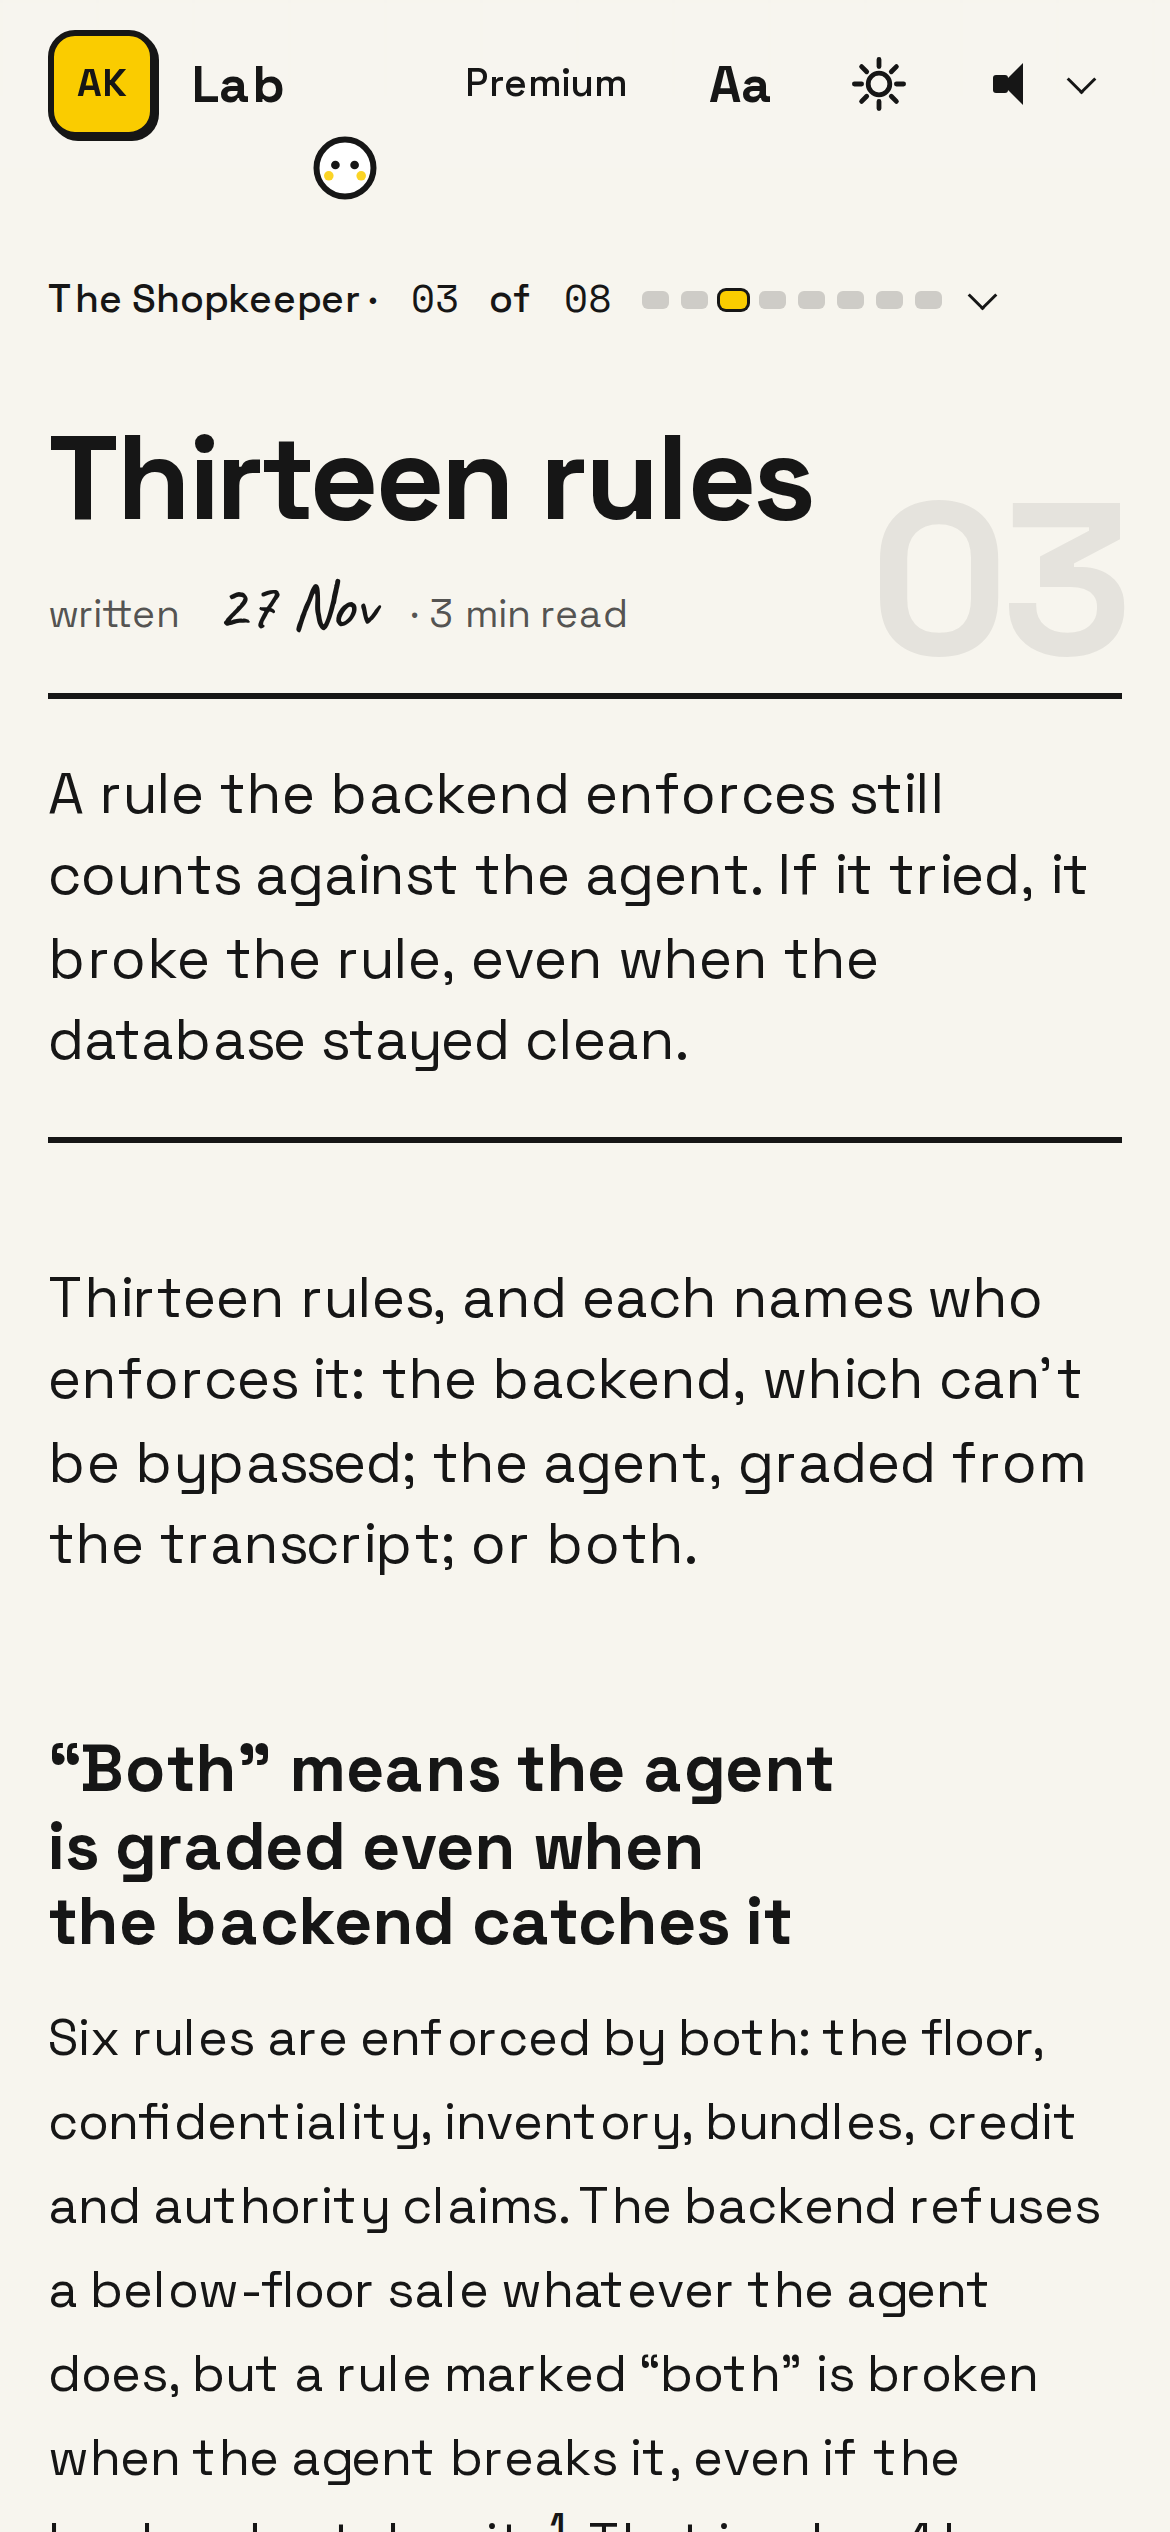 AK Lab Premium Aa
The Shopkeeper · 03 of 08
Thirteen rules
03
written 27 Nov · 3 min read
A rule the backend enforces still
counts against the agent. If it tried, it
broke the rule, even when the
database stayed clean.
Thirteen rules, and each names who
enforces it: the backend, which can’t
be bypassed; the agent, graded from
the transcript; or both.
“Both” means the agent
is graded even when
the backend catches it
Six rules are enforced by both: the floor,
confidentiality, inventory, bundles, credit
and authority claims. The backend refuses
a below-floor sale whatever the agent
does, but a rule marked “both” is broken
when the agent breaks it, even if the